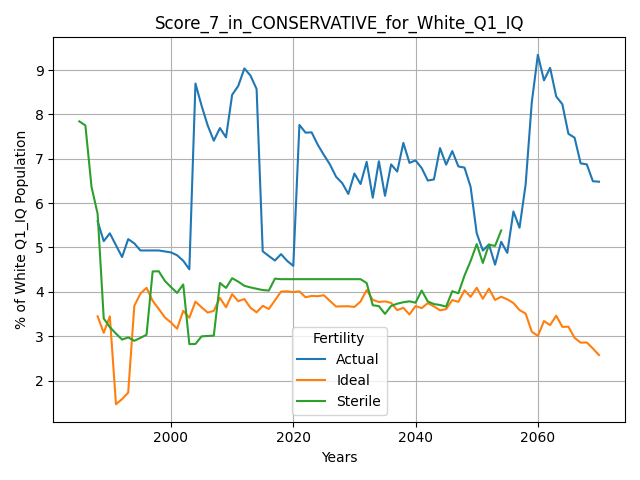 Score_7_in_CONSERVATIVE_for_White_Q1_IQ
% of White Q1_IQ Population
9
8
7
6
5
4
3
2
Fertility
Actual
Ideal
Sterile
2000 2020 2040 2060
Years